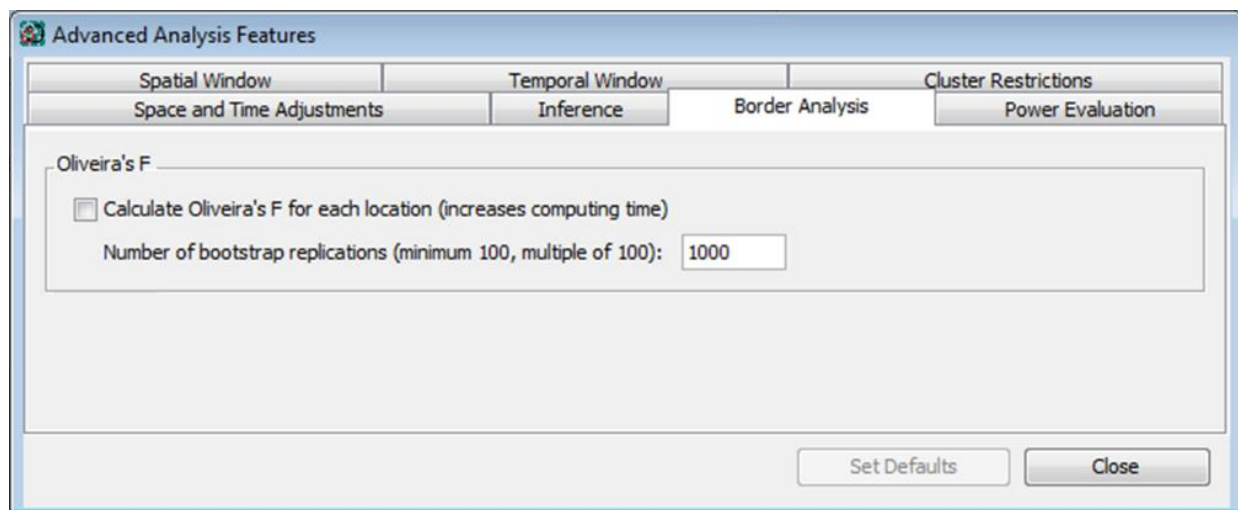 Advanced Analysis Features
Spatial Window Temporal Window Cluster Restrictions
Space and Time Adjustments Inference Border Analysis Power Evaluation
Oliveira's F
Calculate Oliveira's F for each location (increases computing time)
Number of bootstrap replications (minimum 100, multiple of 100): 1000
Set Defaults Close